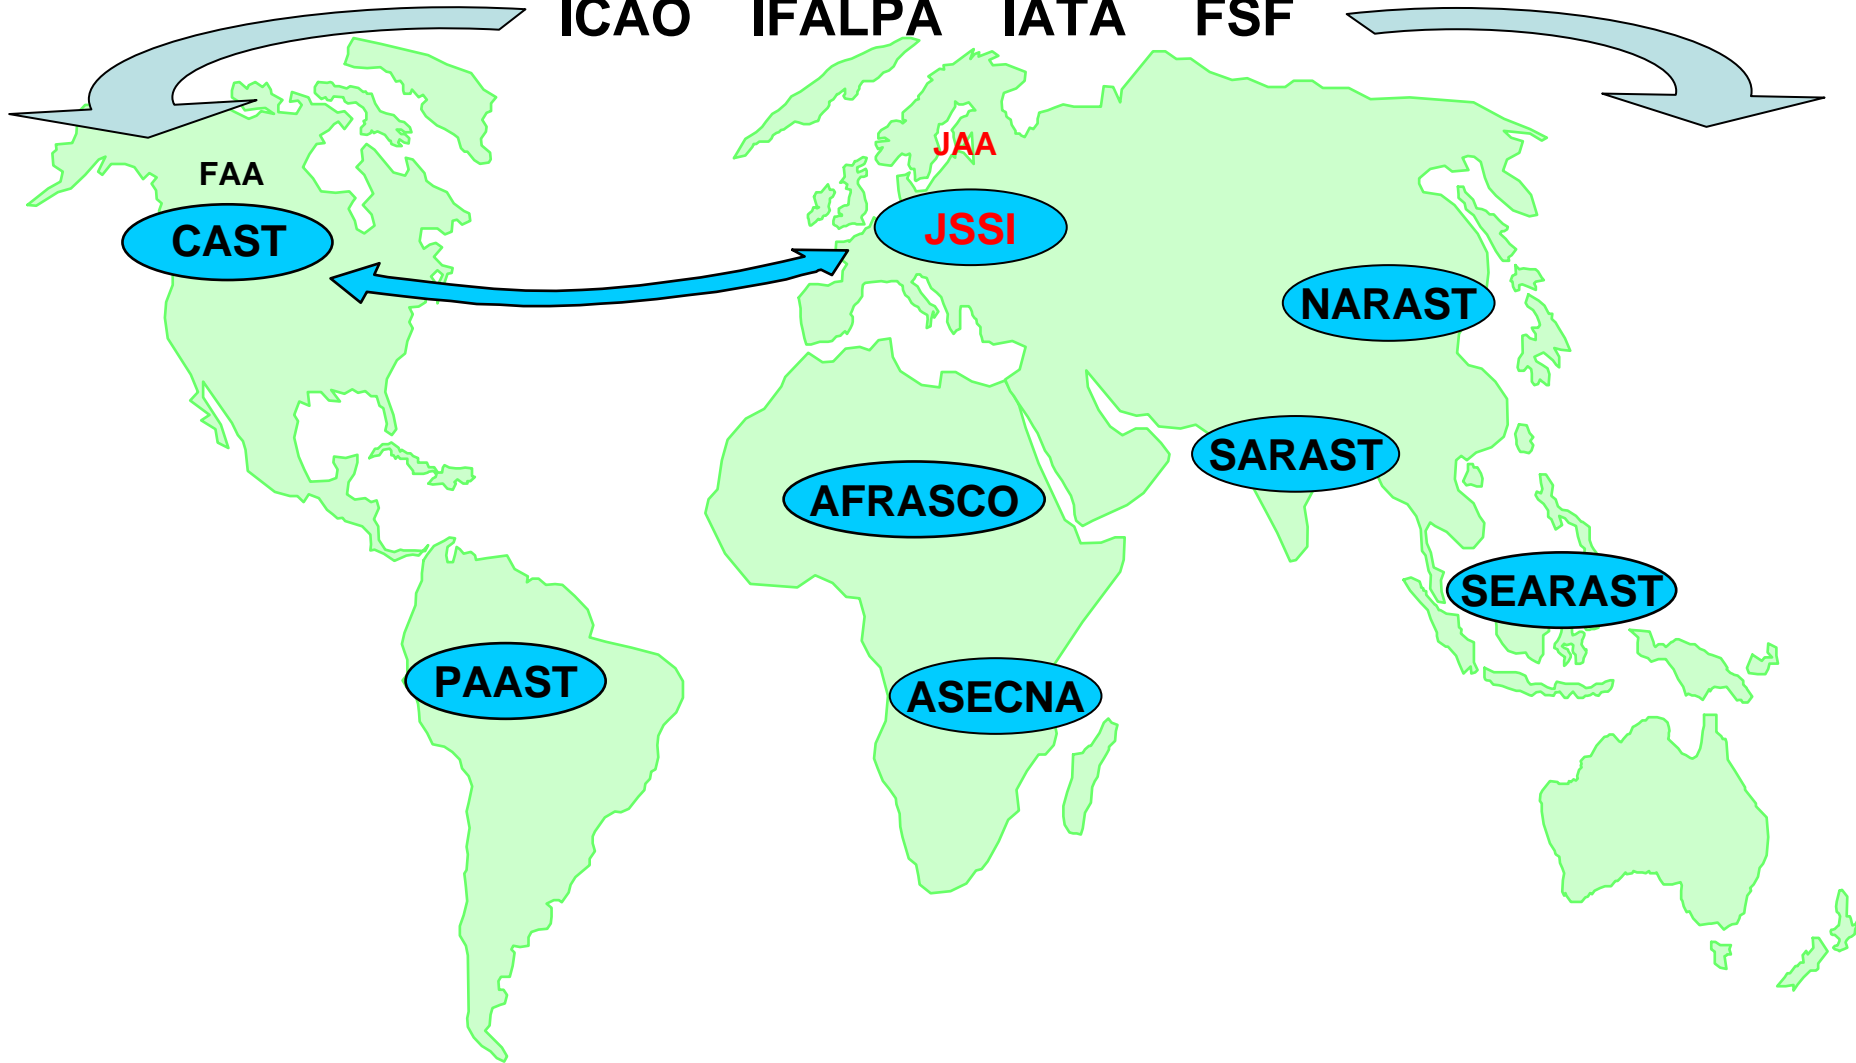 ICAO IFALPA IATA FSF
JAA
FAA
JSSI
CAST
NARAST
SARAST
AFRASCO
SEARAST
PAAST
ASECNA